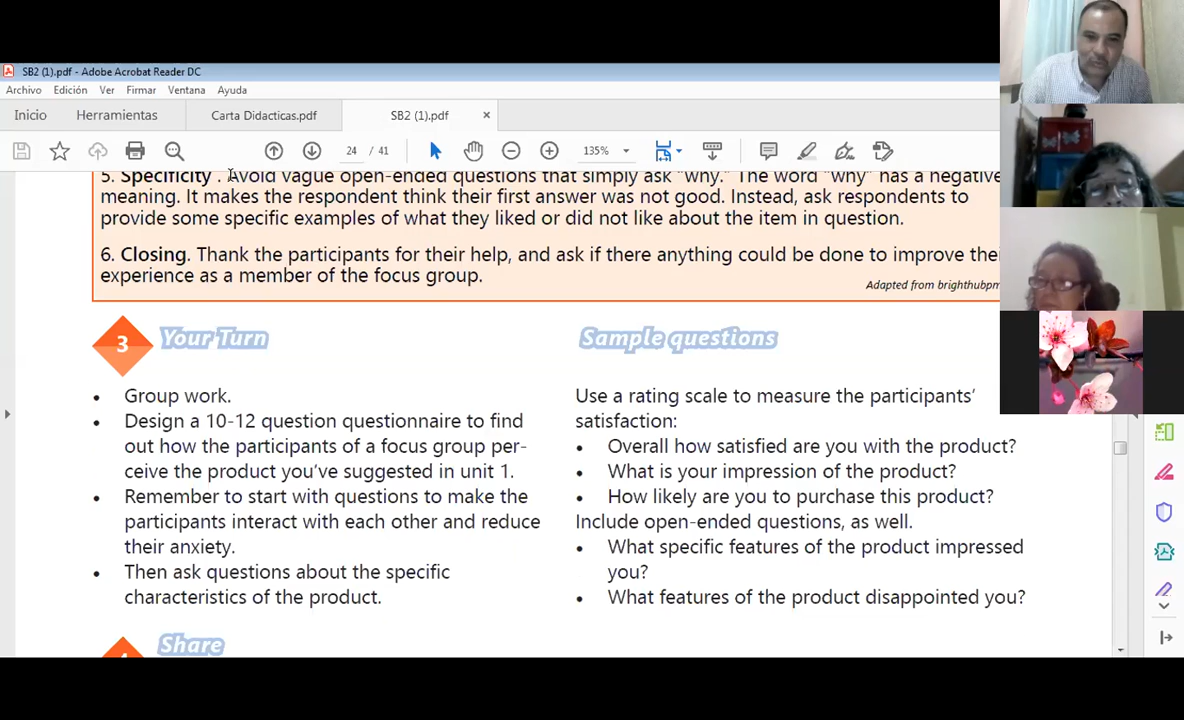 SB2 (1).pdf - Adobe Acrobat Reader DC
Archivo Edición Ver Firmar Ventana Ayuda
Inicio Herramientas Carta Didacticas.pdf SB2 (1).pdf ×
24 / 41 135%
5. Specificity . Avoid vague open-ended questions that simply ask “why.” The word “why” has a negative
meaning. It makes the respondent think their first answer was not good. Instead, ask respondents to
provide some specific examples of what they liked or did not like about the item in question.
6. Closing. Thank the participants for their help, and ask if there anything could be done to improve
experience as a member of the focus group.
Adapted from
3 Your Turn
• Group work.
• Design a 10-12 question questionnaire to find
out how the participants of a focus group per-
ceive the product you’ve suggested in unit 1.
• Remember to start with questions to make the
participants interact with each other and reduce
their anxiety.
• Then ask questions about the specific
characteristics of the product.
Sample questions
Use a rating scale to measure the participants’
satisfaction:
• Overall how satisfied are you with the product?
• What is your impression of the product?
• How likely are you to purchase this product?
Include open-ended questions, as well.
• What specific features of the product impressed
you?
• What features of the product disappointed you?
Share